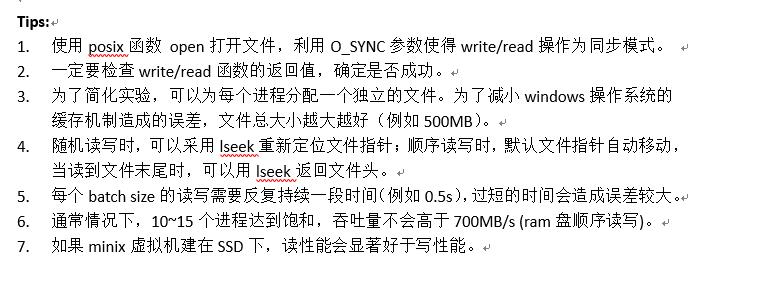 Tips:
1. 使用 posix 函数 open 打开文件，利用 O_SYNC 参数使得 write/read 操作为同步模式。
2. 一定要检查 write/read 函数的返回值，确定是否成功。
3. 为了简化实验，可以为每个进程分配一个独立的文件。为了减小 windows 操作系统的
缓存机制造成的误差，文件总大小越大越好（例如 500MB）。
4. 随机读写时，可以采用 lseek 重新定位文件指针；顺序读写时，默认文件指针自动移动，
当读到文件末尾时，可以用 lseek 返回文件头。
5. 每个 batch size 的读写需要反复持续一段时间（例如 0.5s），过短的时间会造成误差较大。
6. 通常情况下，10~15 个进程达到饱和，吞吐量不会高于 700MB/s (ram 盘顺序读写)。
7. 如果 minix 虚拟机建在 SSD 下，读性能会显著好于写性能。